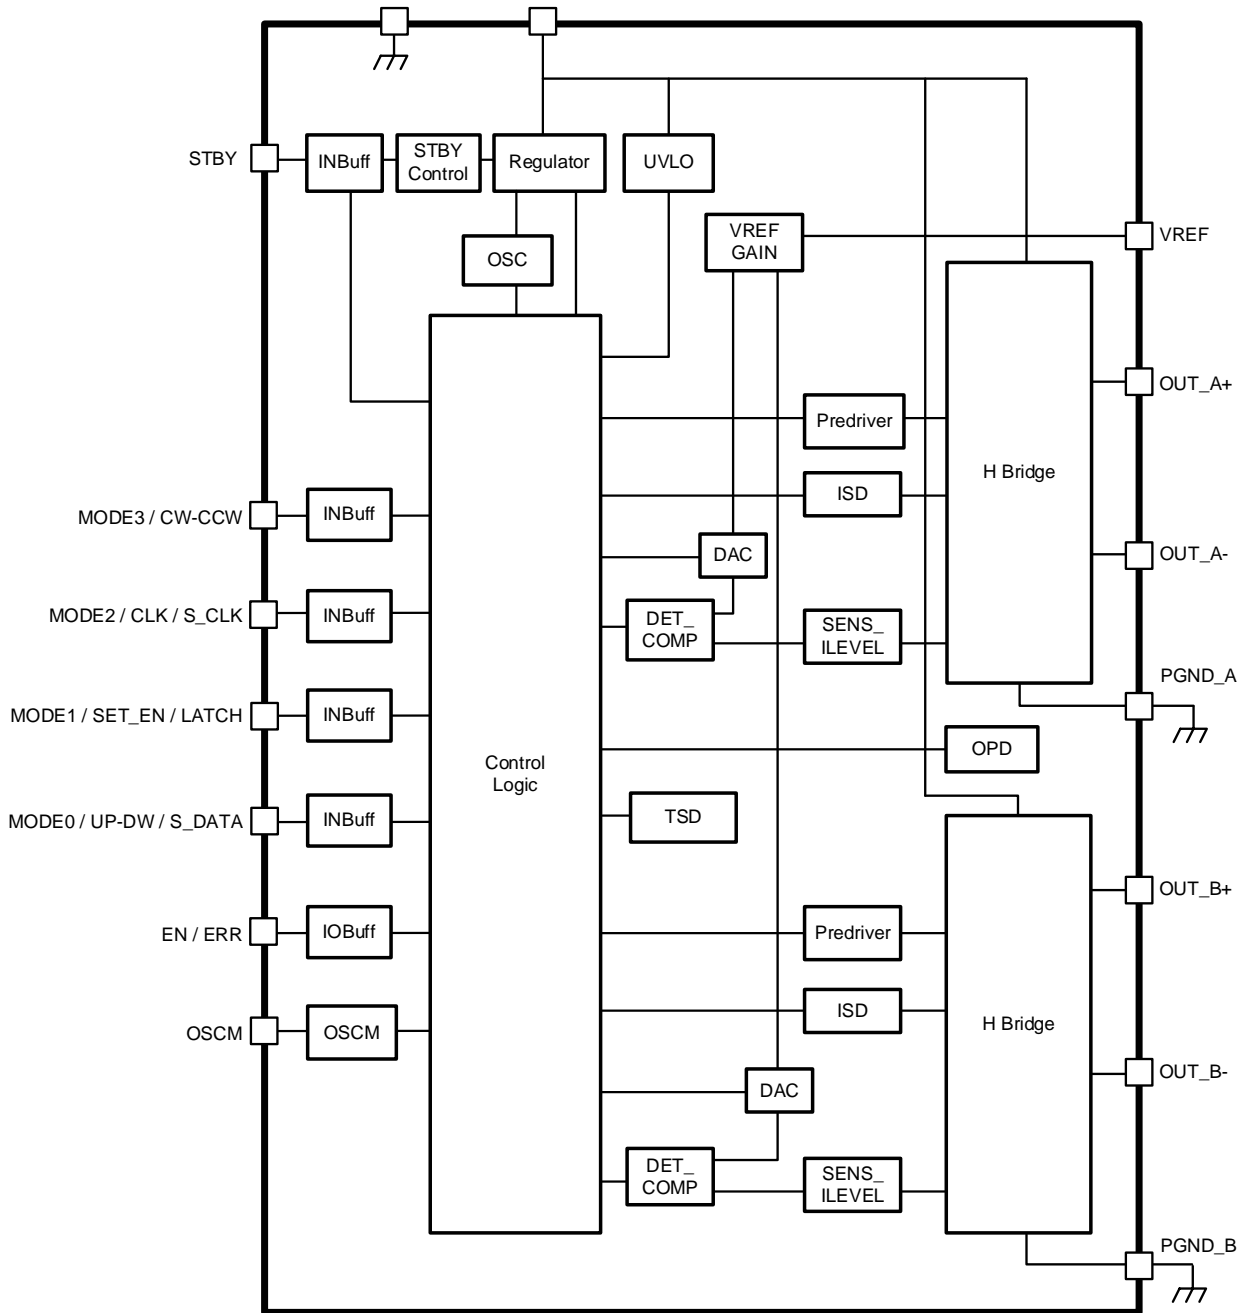 STBY
INBuff
STBY
Control
Regulator
UVLO
VREF
GAIN
VREF
OSC
OUT_A+
Predriver
H Bridge
ISD
MODE3 / CW-CCW
INBuff
DAC
OUT_A-
MODE2 / CLK / S_CLK
INBuff
DET_
COMP
SENS_
ILEVEL
PGND_A
MODE1 / SET_EN / LATCH
INBuff
OPD
Control
Logic
MODE0 / UP-DW / S_DATA
INBuff
TSD
OUT_B+
EN / ERR
IOBuff
Predriver
OSCM
OSCM
ISD
H Bridge
OUT_B-
DAC
DET_
COMP
SENS_
ILEVEL
PGND_B